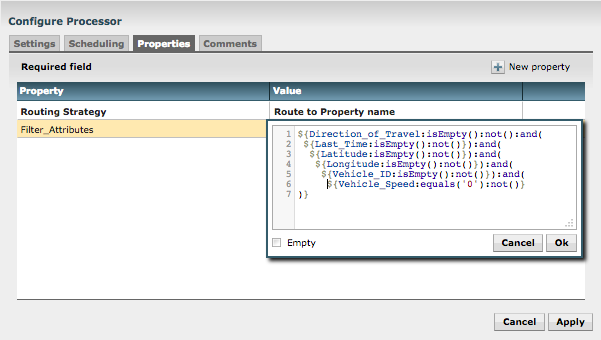 Configure Processor
Settings Scheduling Properties Comments
Required field New property
Property Value
Routing Strategy Route to Property name
Filter_Attributes
1 ${Direction_of_Travel:isEmpty():not():and(
2 ${Last_Time:isEmpty():not()}):and(
3 ${Latitude:isEmpty():not()}):and(
4 ${Longitude:isEmpty():not()}):and(
5 ${Vehicle_ID:isEmpty():not()}):and(
6 ${Vehicle_Speed:equals('0'):not()}
7 )}
Empty Cancel Ok
Cancel Apply